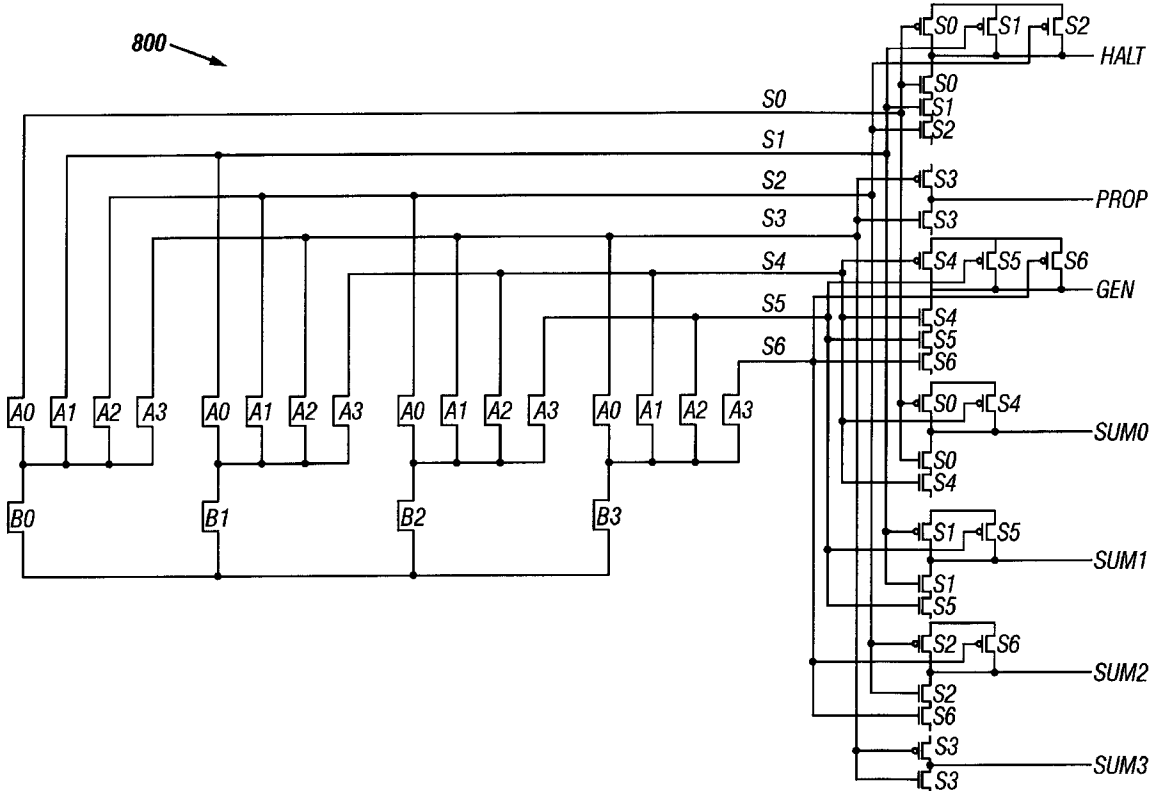 800
S0 S1 S2
HALT
S0
S1
S2
S0
S1
S2
S3
S4
S5
S6
S3
PROP
S3
S4 S5 S6
GEN
S4
S5
S6
A0 A1 A2 A3 A0 A1 A2 A3 A0 A1 A2 A3 A0 A1 A2 A3
B0 B1 B2 B3
S0 S4
SUM0
S0
S4
S1 S5
SUM1
S1
S5
S2 S6
SUM2
S2
S6
S3
SUM3
S3